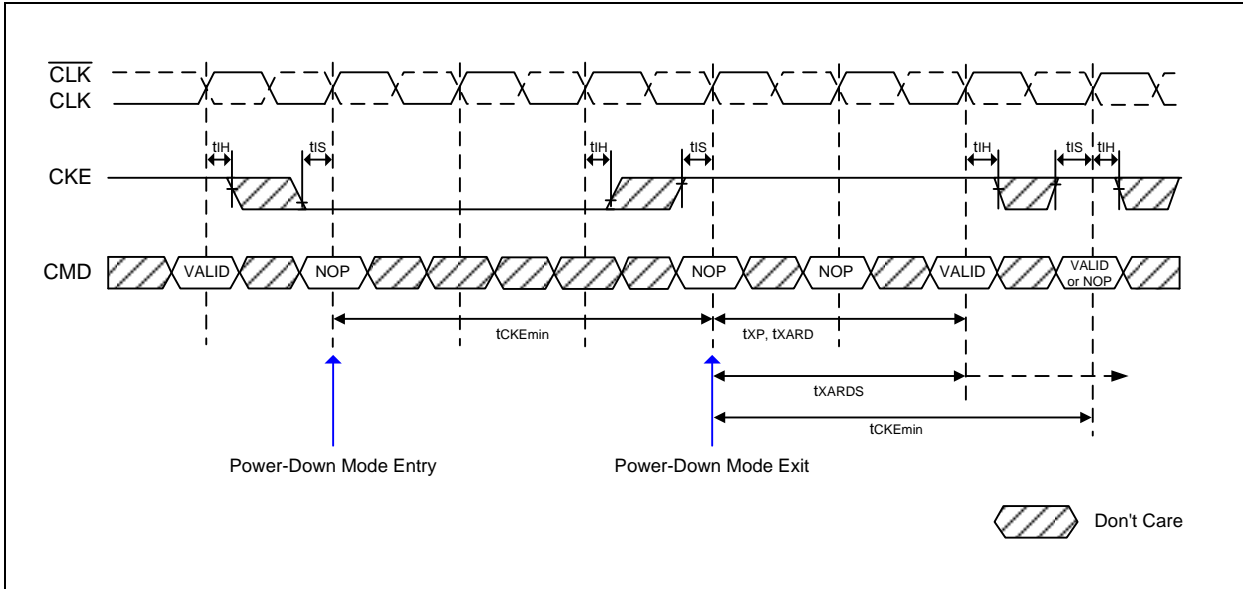 CLK
CLK
tIH
tIS
tIH
tIS
tIH
tIS
tIH
CKE
CMD
VALID
NOP
NOP
NOP
VALID
VALID
or NOP
tCKEmin
tXP, tXARD
tXARDS
tCKEmin
Power-Down Mode Entry
Power-Down Mode Exit
Don't Care